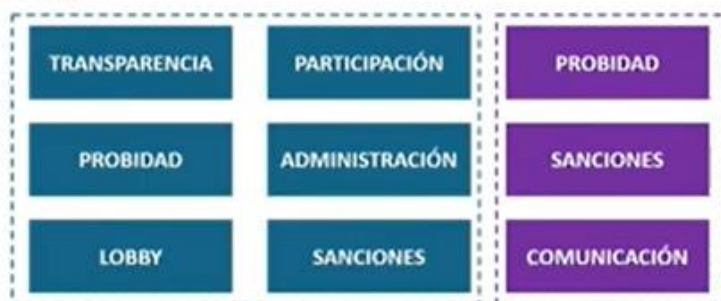 TRANSPARENCIA
PARTICIPACIÓN
PROBIDAD
PROBIDAD
ADMINISTRACIÓN
SANCIONES
LOBBY
SANCIONES
COMUNICACIÓN